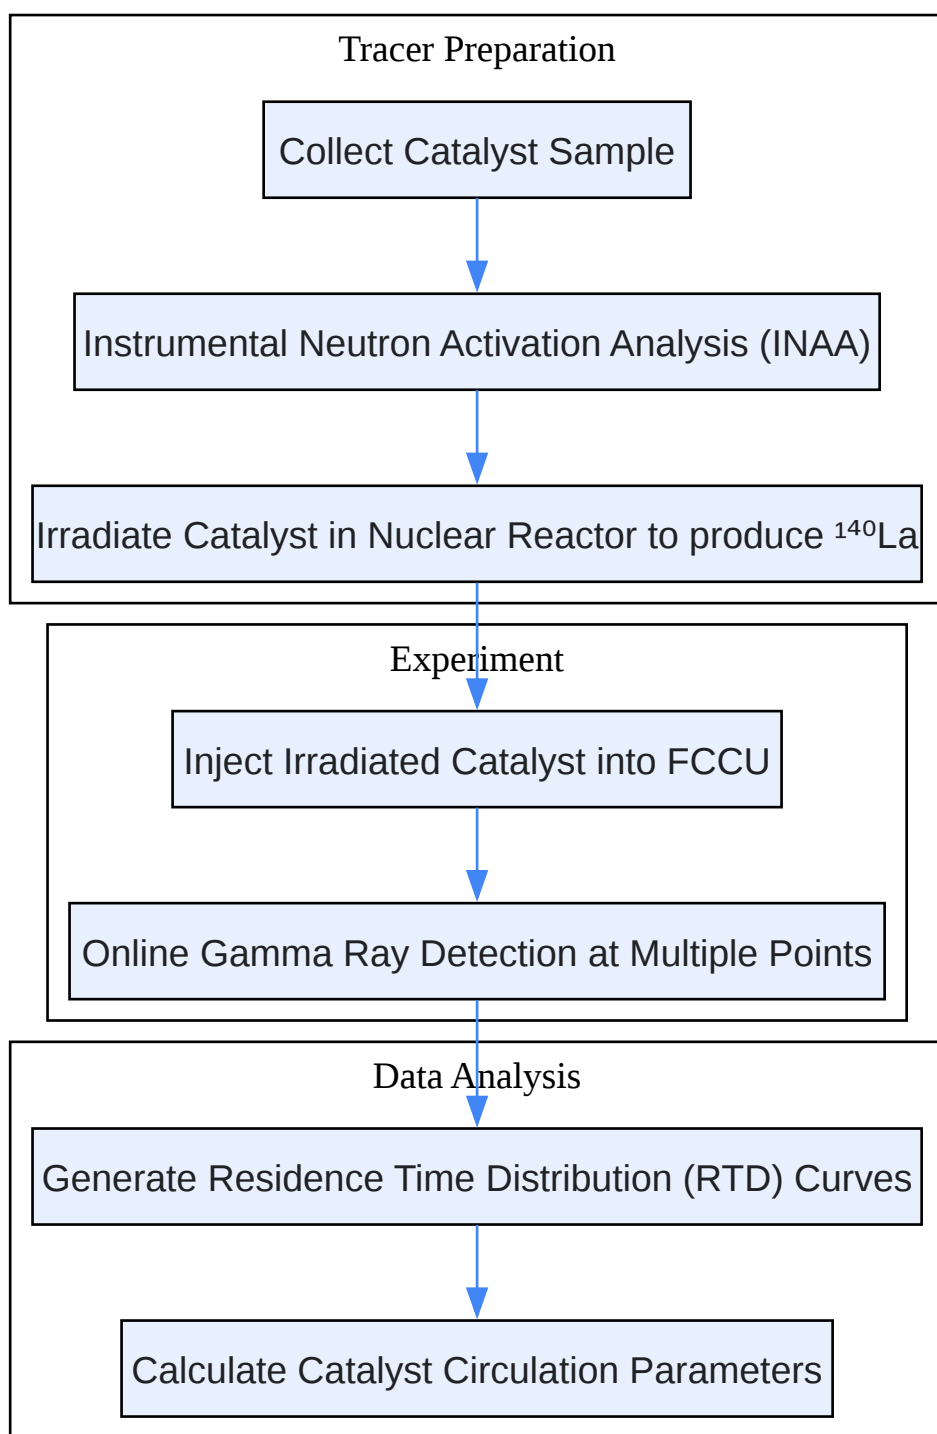 Tracer Preparation
Collect Catalyst Sample
Instrumental Neutron Activation Analysis (INAA)
Irradiate Catalyst in Nuclear Reactor to produce ¹⁴⁰La
Experiment
Inject Irradiated Catalyst into FCCU
Online Gamma Ray Detection at Multiple Points
Data Analysis
Generate Residence Time Distribution (RTD) Curves
Calculate Catalyst Circulation Parameters